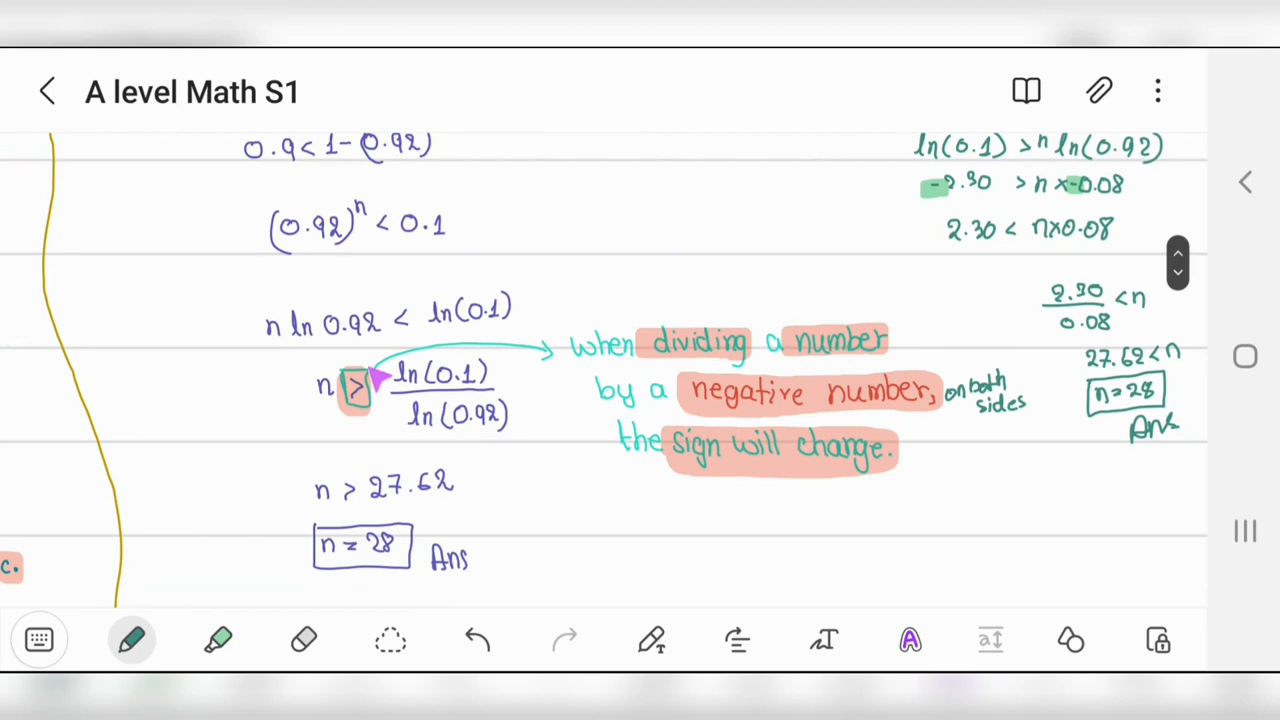 A level Math S1
0.9 < 1 - (0.92)
(0.92)ⁿ < 0.1
n ln 0.92 < ln(0.1)
n > ln(0.1) / ln(0.92)
n > 27.62
n = 28 Ans
when dividing a number
by a negative number, on both sides
the sign will change.
ln(0.1) > n ln(0.92)
-2.30 > n x -0.08
2.30 < n x 0.08
2.30 / 0.08 < n
27.62 < n
n = 28
Ans
c.